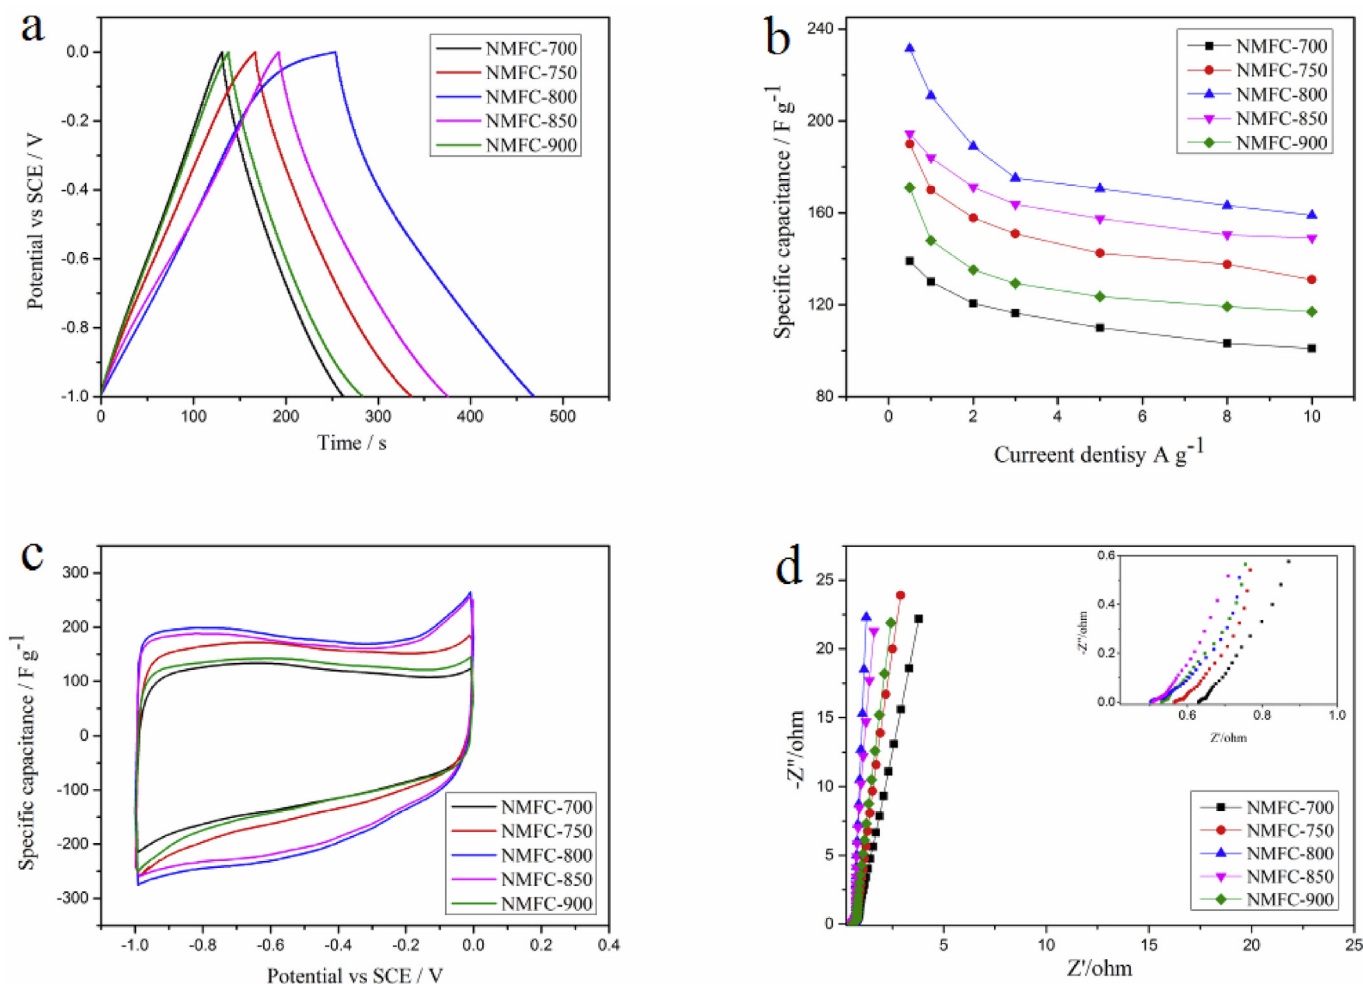 a
0.0
-0.2
-0.4
-0.6
-0.8
-1.0
0
100
200
300
400
500
Potential vs SCE / V
Time / s
NMFC-700
NMFC-750
NMFC-800
NMFC-850
NMFC-900
b
240
200
160
120
80
0
2
4
6
8
10
Specific capacitance / F g-1
Curreent dentisy A g-1
NMFC-700
NMFC-750
NMFC-800
NMFC-850
NMFC-900
c
300
200
100
0
-100
-200
-300
-1.0
-0.8
-0.6
-0.4
-0.2
0.0
0.2
0.4
Specific capacitance / F g-1
Potential vs SCE / V
NMFC-700
NMFC-750
NMFC-800
NMFC-850
NMFC-900
d
25
20
15
10
5
0
5
10
15
20
25
-Z''/ohm
Z'/ohm
0.6
0.4
0.2
0.0
0.6
0.8
1.0
-Z''/ohm
Z'/ohm
NMFC-700
NMFC-750
NMFC-800
NMFC-850
NMFC-900